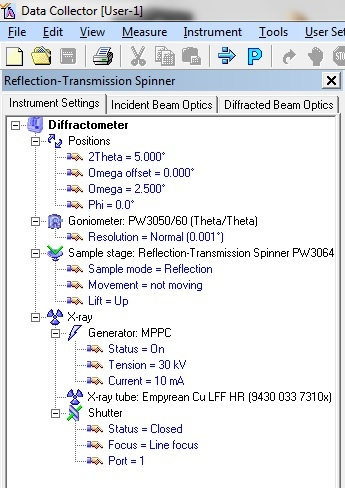 Data Collector [User-1]
File Edit View Measure Instrument Tools User Set
Reflection-Transmission Spinner
Instrument Settings Incident Beam Optics Diffracted Beam Optics
Diffractometer
Positions
2Theta = 5.000°
Omega offset = 0.000°
Omega = 2.500°
Phi = 0.0°
Goniometer: PW3050/60 (Theta/Theta)
Resolution = Normal (0.001°)
Sample stage: Reflection-Transmission Spinner PW3064
Sample mode = Reflection
Movement = not moving
Lift = Up
X-ray
Generator: MPPC
Status = On
Tension = 30 kV
Current = 10 mA
X-ray tube: Empyrean Cu LFF HR (9430 033 7310x)
Shutter
Status = Closed
Focus = Line focus
Port = 1